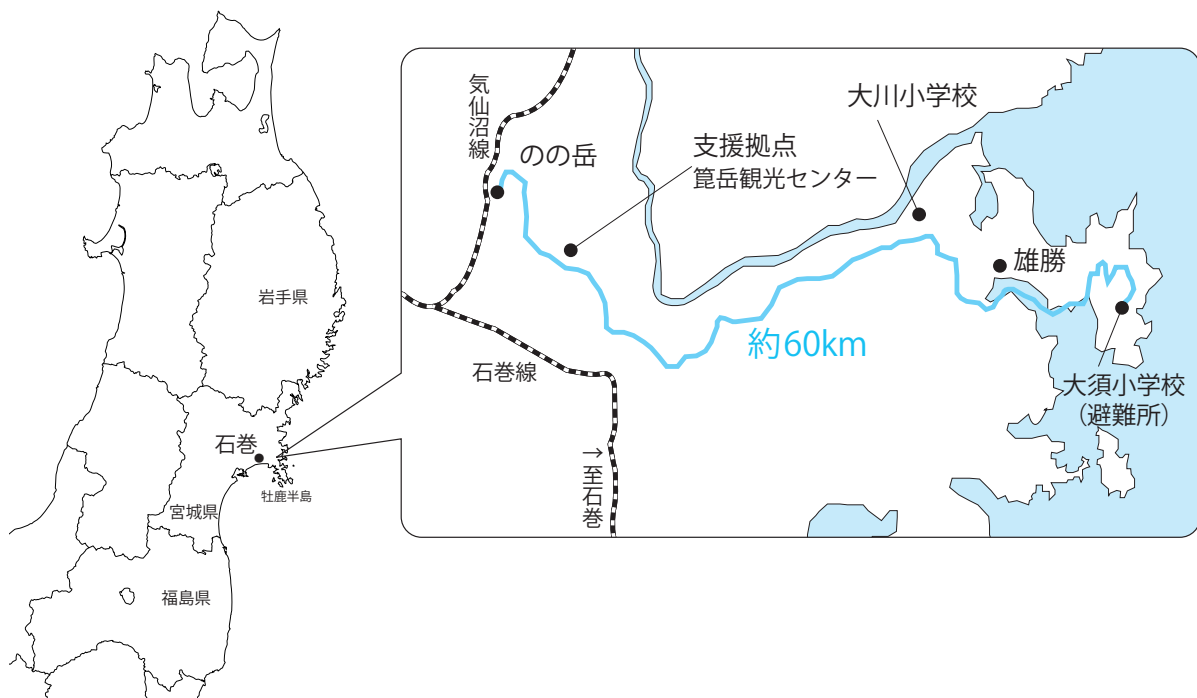 岩手県
石巻
牡鹿半島
宮城県
福島県
気仙沼線
のの岳
支援拠点
箟岳観光センター
大川小学校
雄勝
約60km
石巻線
→至石巻
大須小学校
（避難所）